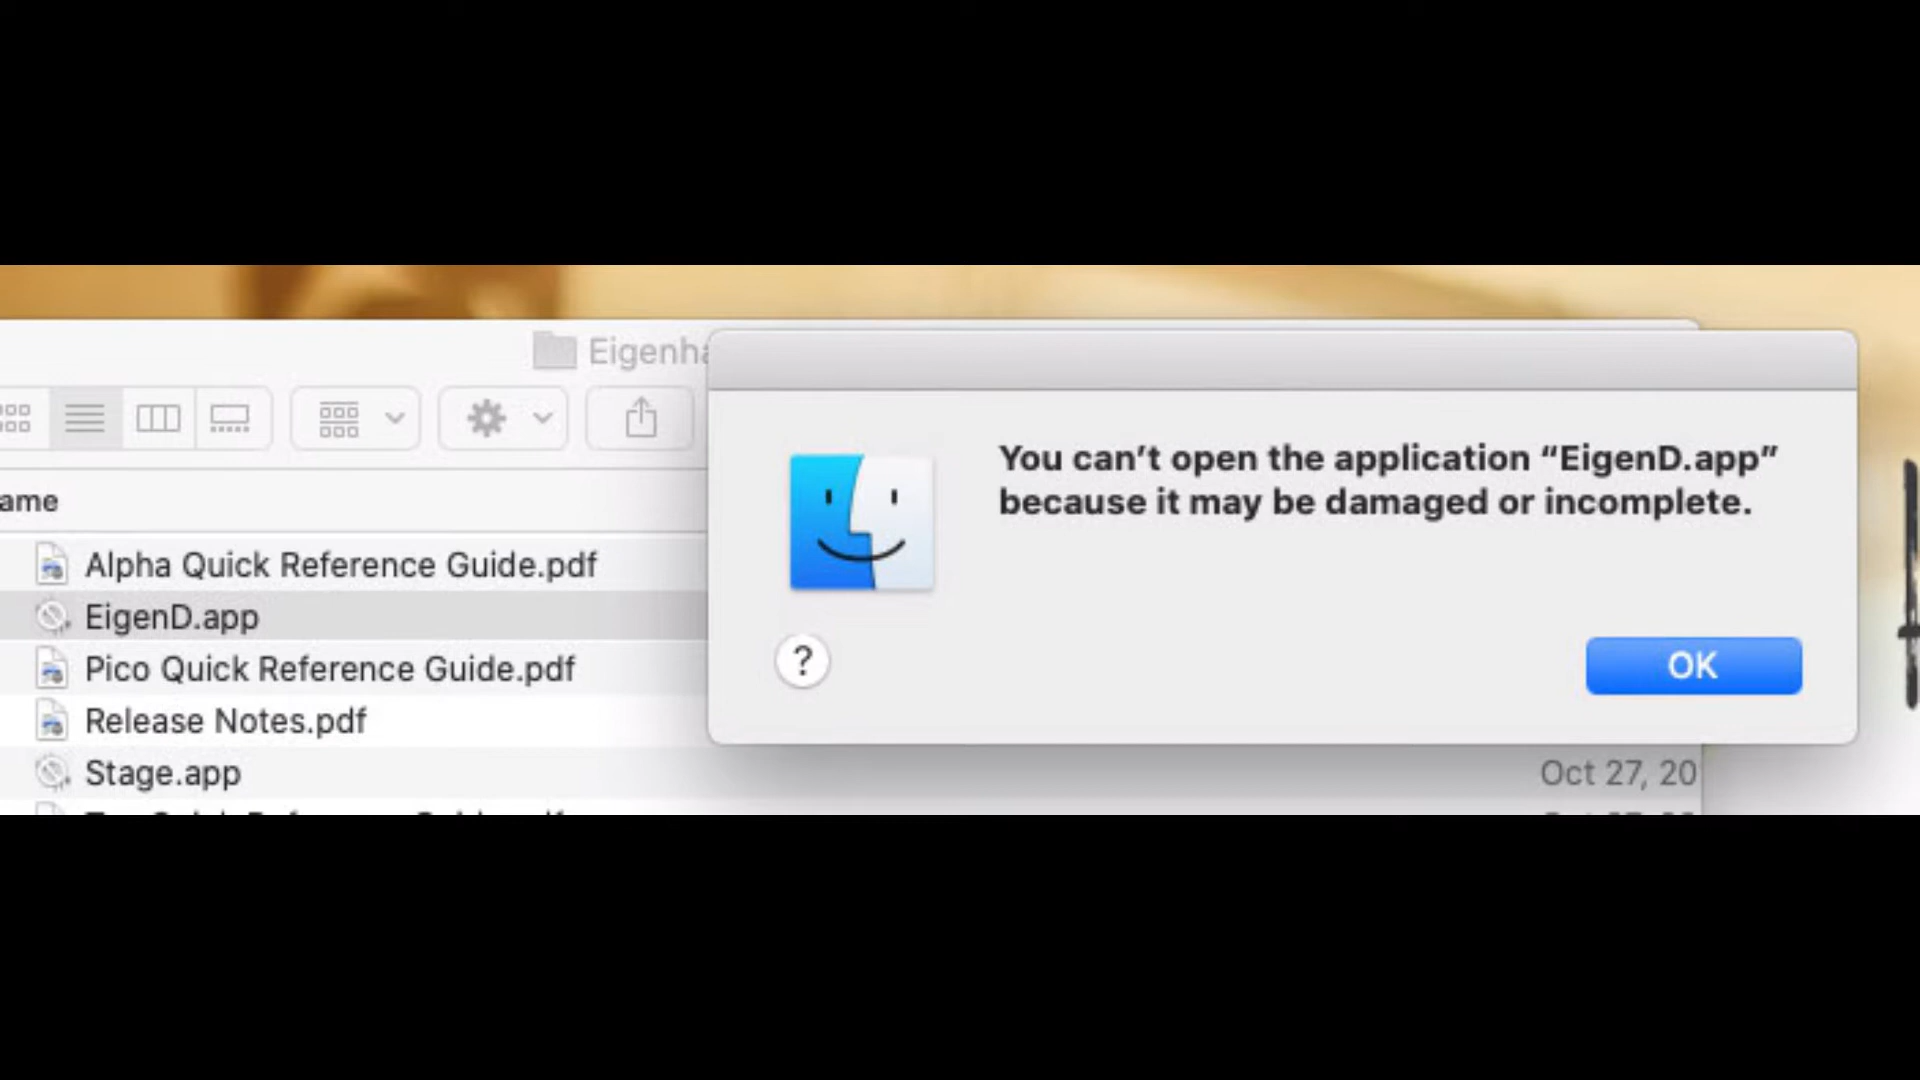 Eigenha
ame
You can’t open the application “EigenD.app”
because it may be damaged or incomplete.
?
OK
Alpha Quick Reference Guide.pdf
EigenD.app
Pico Quick Reference Guide.pdf
Release Notes.pdf
Stage.app
Oct 27, 20